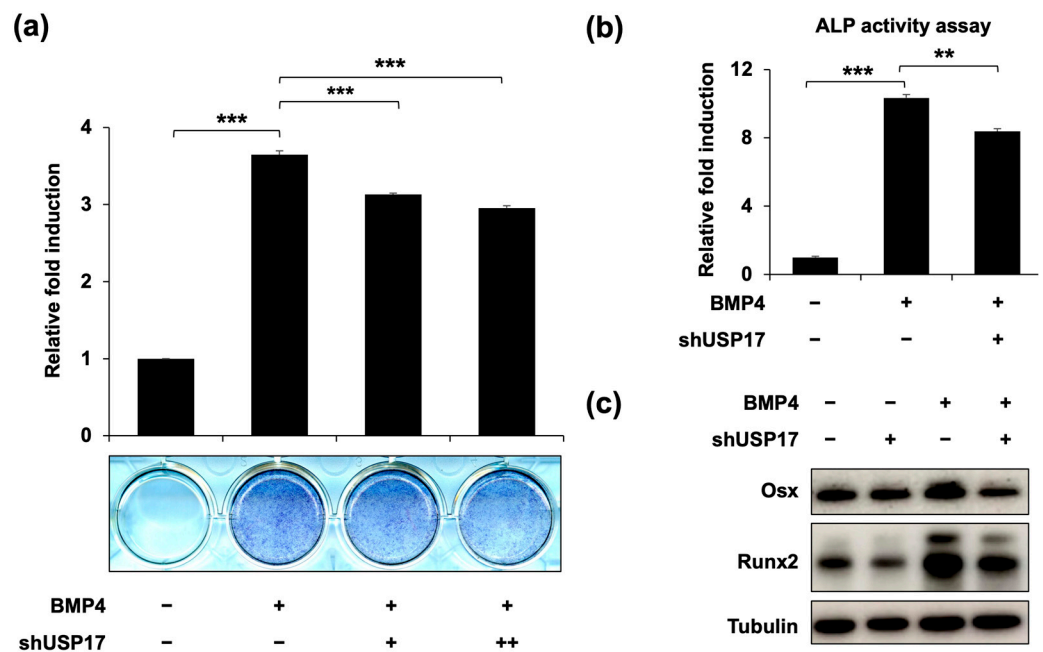 (a)
***
***
***
Relative fold induction
4
3
2
1
0
BMP4 – + + +
shUSP17 – – + ++
(b)
ALP activity assay
*** **
Relative fold induction
12
8
4
0
BMP4 – + +
shUSP17 – – +
(c)
BMP4 – – + +
shUSP17 – + – +
Osx
Runx2
Tubulin